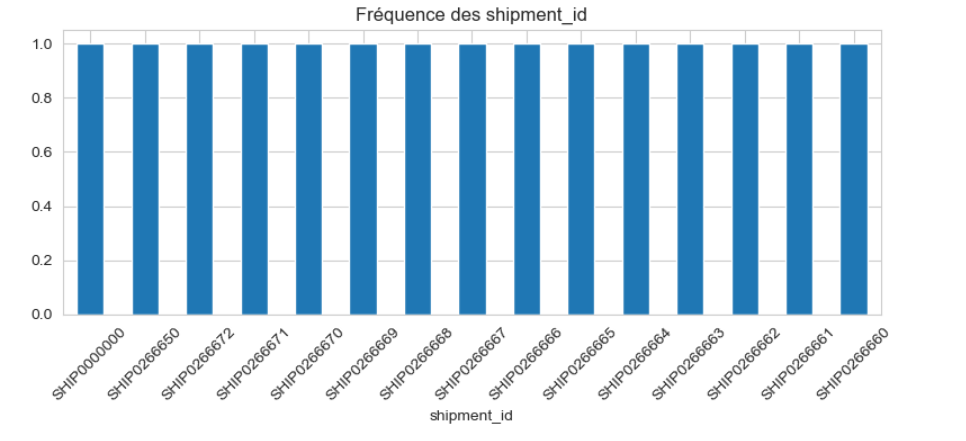 Fréquence des shipment_id
1.0
0.8
0.6
0.4
0.2
0.0
SHIP0000000
SHIP0266650
SHIP0266672
SHIP0266671
SHIP0266670
SHIP0266669
SHIP0266668
SHIP0266667
SHIP0266666
SHIP0266665
SHIP0266664
SHIP0266663
SHIP0266662
SHIP0266661
SHIP0266660
shipment_id